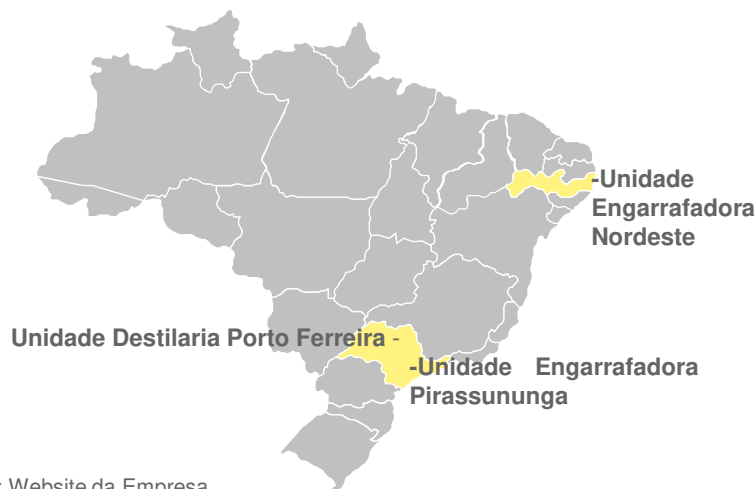 -Unidade
Engarrafadora
Nordeste
Unidade Destilaria Porto Ferreira -
-Unidade Engarrafadora
Pirassununga
: Website da Empresa